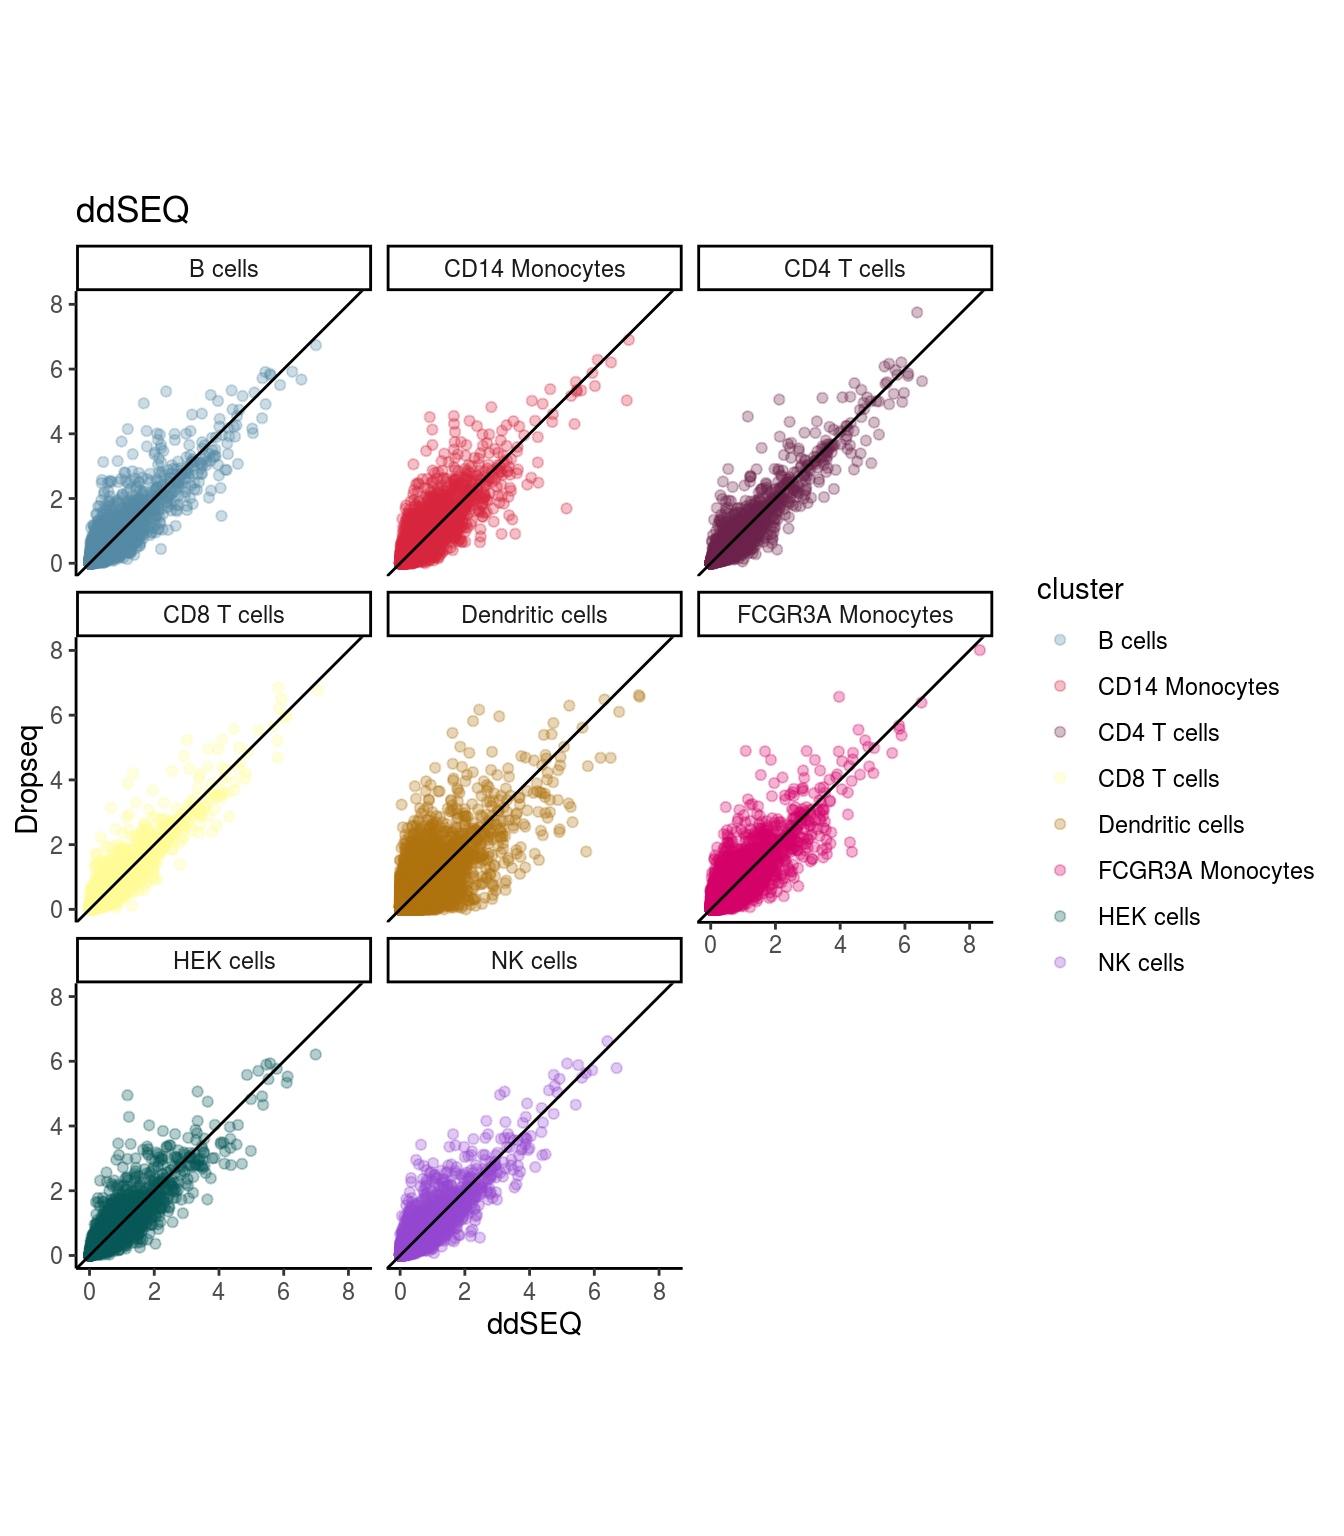 ddSEQ
B cells
CD14 Monocytes
CD4 T cells
8
6
4
2
0
CD8 T cells
Dendritic cells
FCGR3A Monocytes
8
6
4
2
0
0 2 4 6 8
HEK cells
NK cells
8
6
4
2
0
0 2 4 6 8
0 2 4 6 8
ddSEQ
Dropseq
cluster
B cells
CD14 Monocytes
CD4 T cells
CD8 T cells
Dendritic cells
FCGR3A Monocytes
HEK cells
NK cells